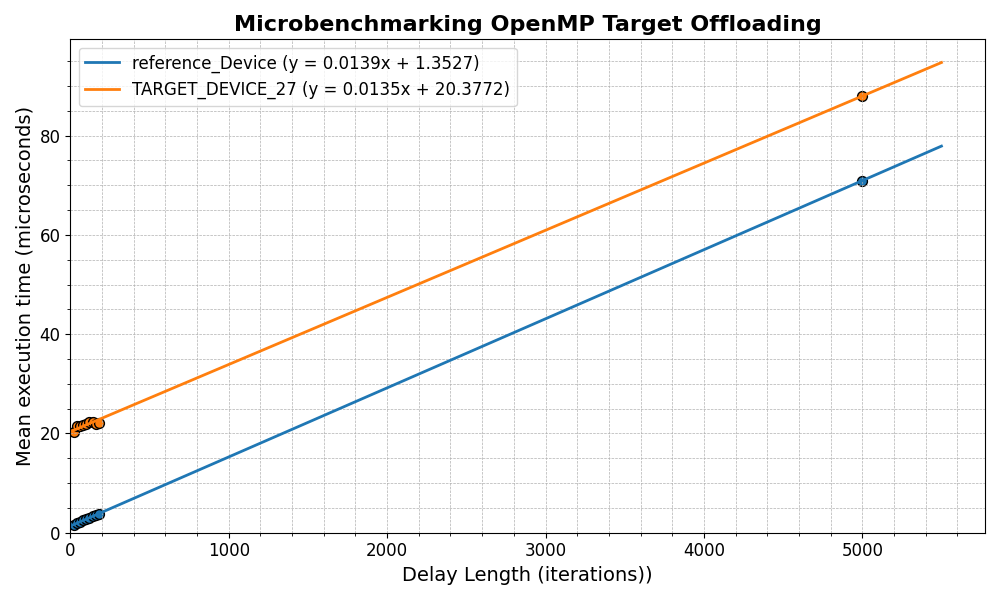 Microbenchmarking OpenMP Target Offloading
reference_Device (y = 0.0139x + 1.3527)
TARGET_DEVICE_27 (y = 0.0135x + 20.3772)
Mean execution time (microseconds)
80
60
40
20
0
0 1000 2000 3000 4000 5000
Delay Length (iterations))